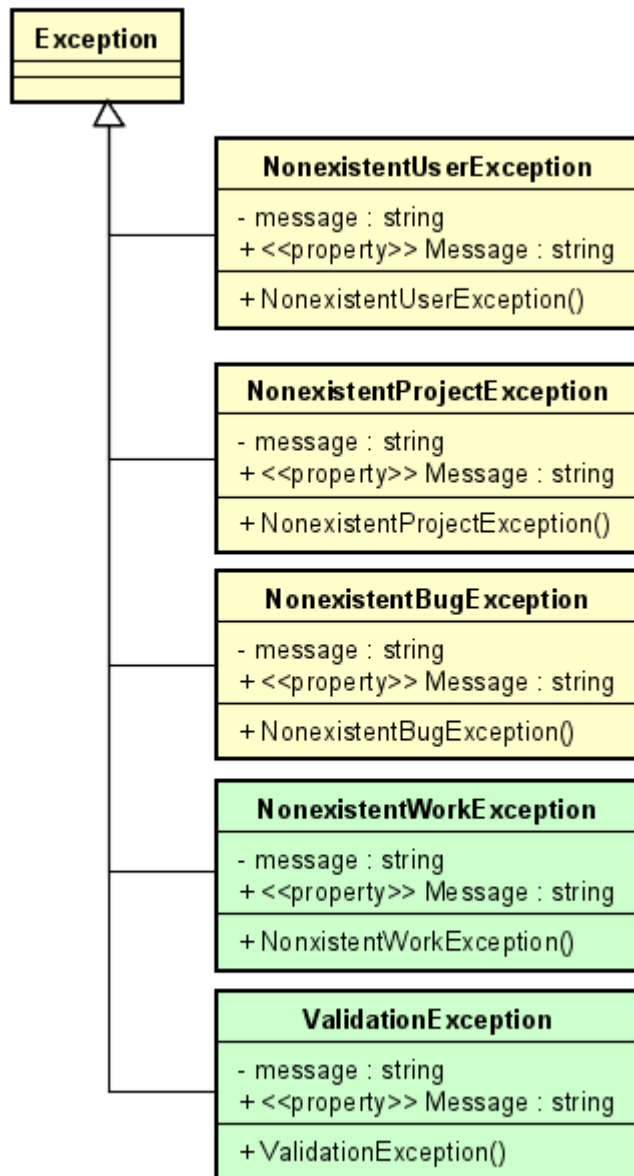 Exception
NonexistentUserException
- message : string
+ <<property>> Message : string
+ NonexistentUserException()
NonexistentProjectException
- message : string
+ <<property>> Message : string
+ NonexistentProjectException()
NonexistentBugException
- message : string
+ <<property>> Message : string
+ NonexistentBugException()
NonexistentWorkException
- message : string
+ <<property>> Message : string
+ NonxistentWorkException()
ValidationException
- message : string
+ <<property>> Message : string
+ ValidationException()